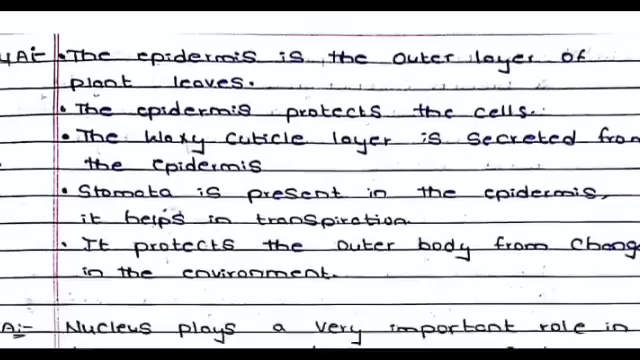 4A:- • The epidermis is the outer layer of
plant leaves.
• The epidermis protects the cells.
• The waxy cuticle layer is secreted from
the epidermis
• Stomata is present in the epidermis,
it helps in transpiration.
• It protects the outer body from chang
in the environment.
A:- Nucleus plays a very important role in